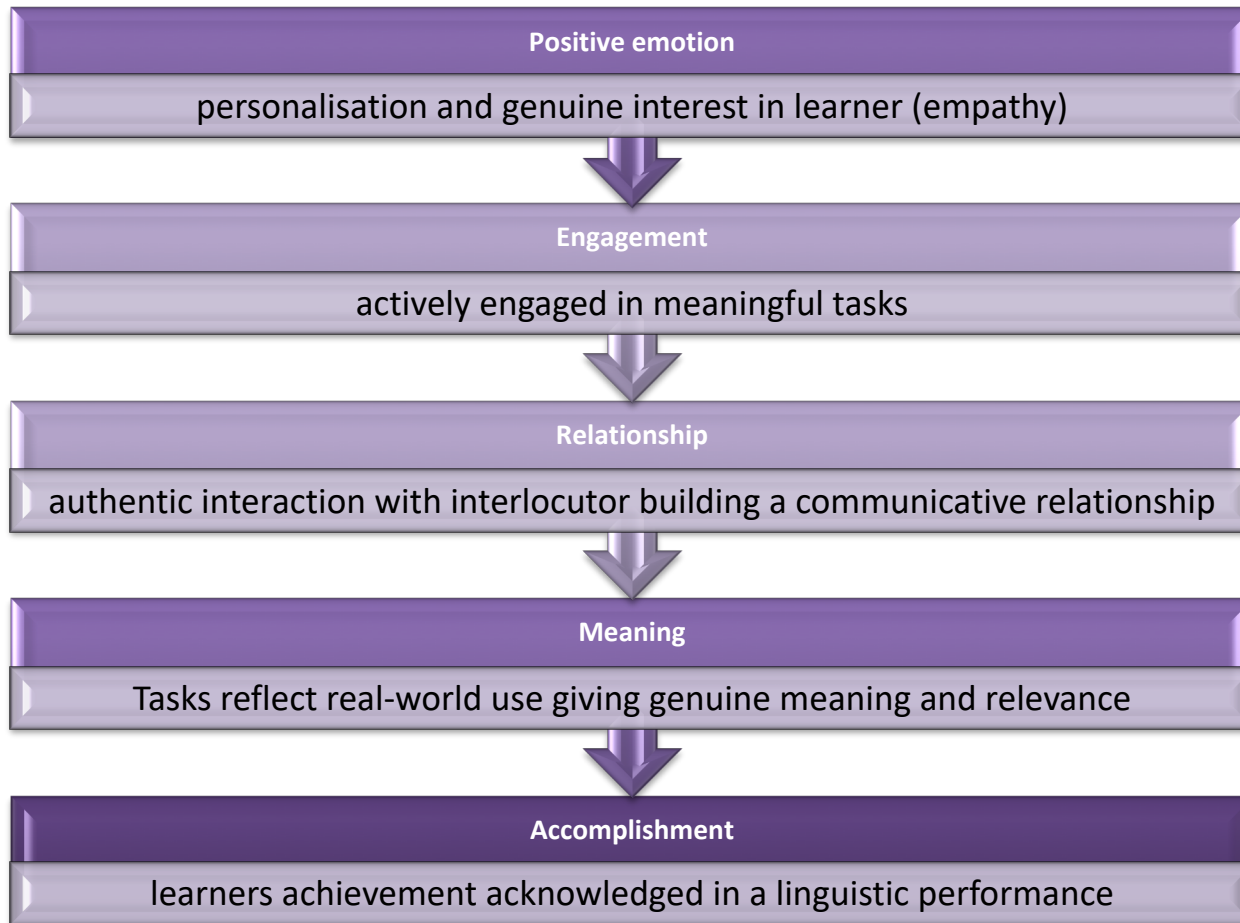 Positive emotion
personalisation and genuine interest in learner (empathy)
Engagement
actively engaged in meaningful tasks
Relationship
authentic interaction with interlocutor building a communicative relationship
Meaning
Tasks reflect real-world use giving genuine meaning and relevance
Accomplishment
learners achievement acknowledged in a linguistic performance